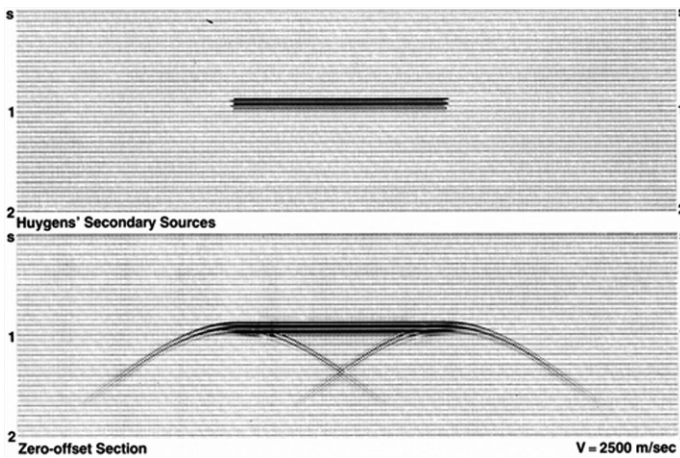 s
1
2
Huygens' Secondary Sources
s
1
2
Zero-offset Section
V = 2500 m/sec